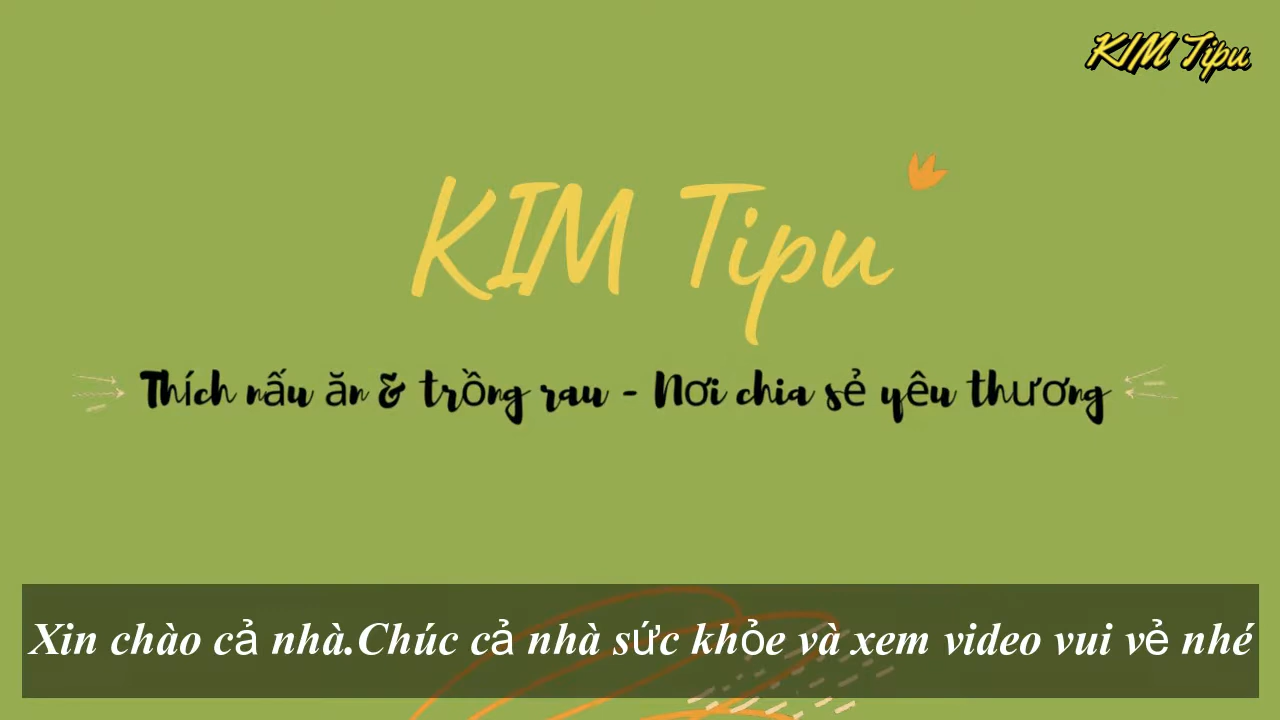 KIM Tipu
KIM Tipu
Thích nấu ăn & trồng rau - Nơi chia sẻ yêu thương
Xin chào cả nhà.Chúc cả nhà sức khỏe và xem video vui vẻ nhé